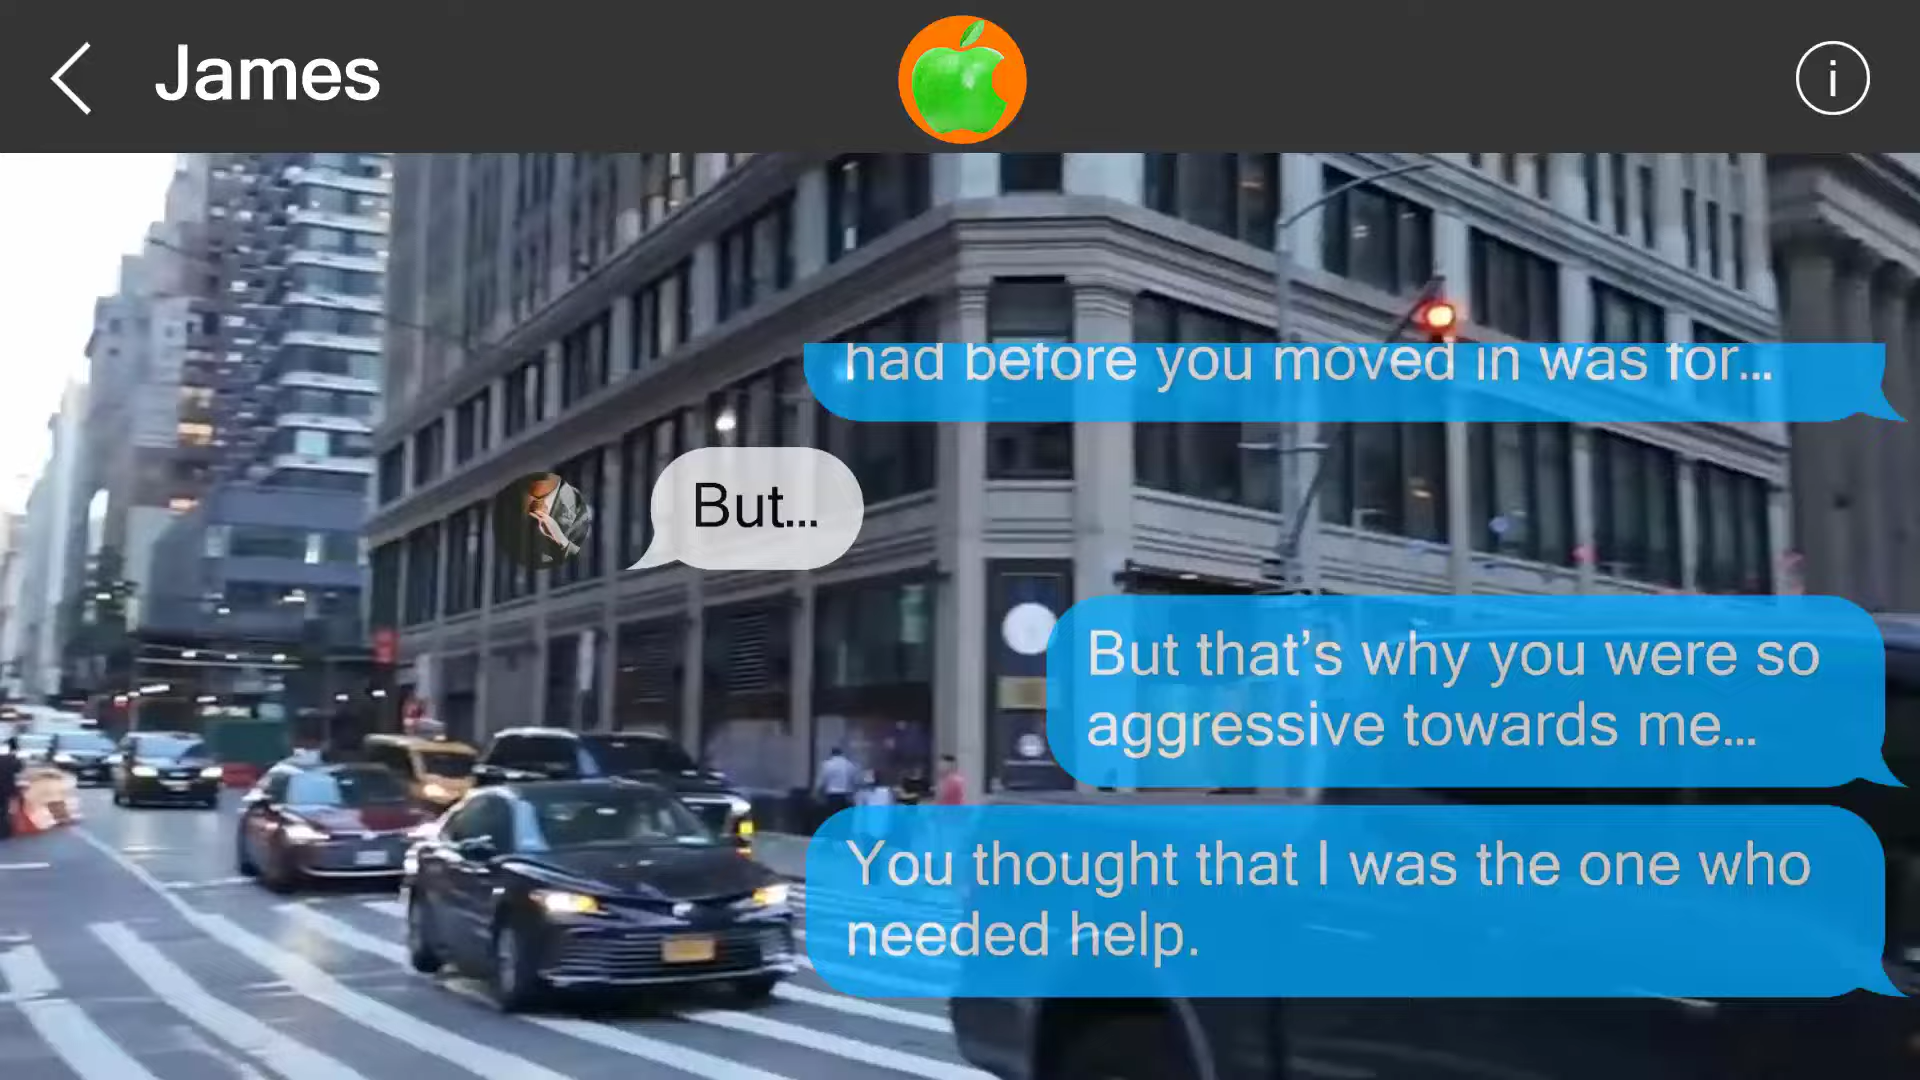 James
had before you moved in was for...
But...
But that’s why you were so
aggressive towards me...
You thought that I was the one who
needed help.